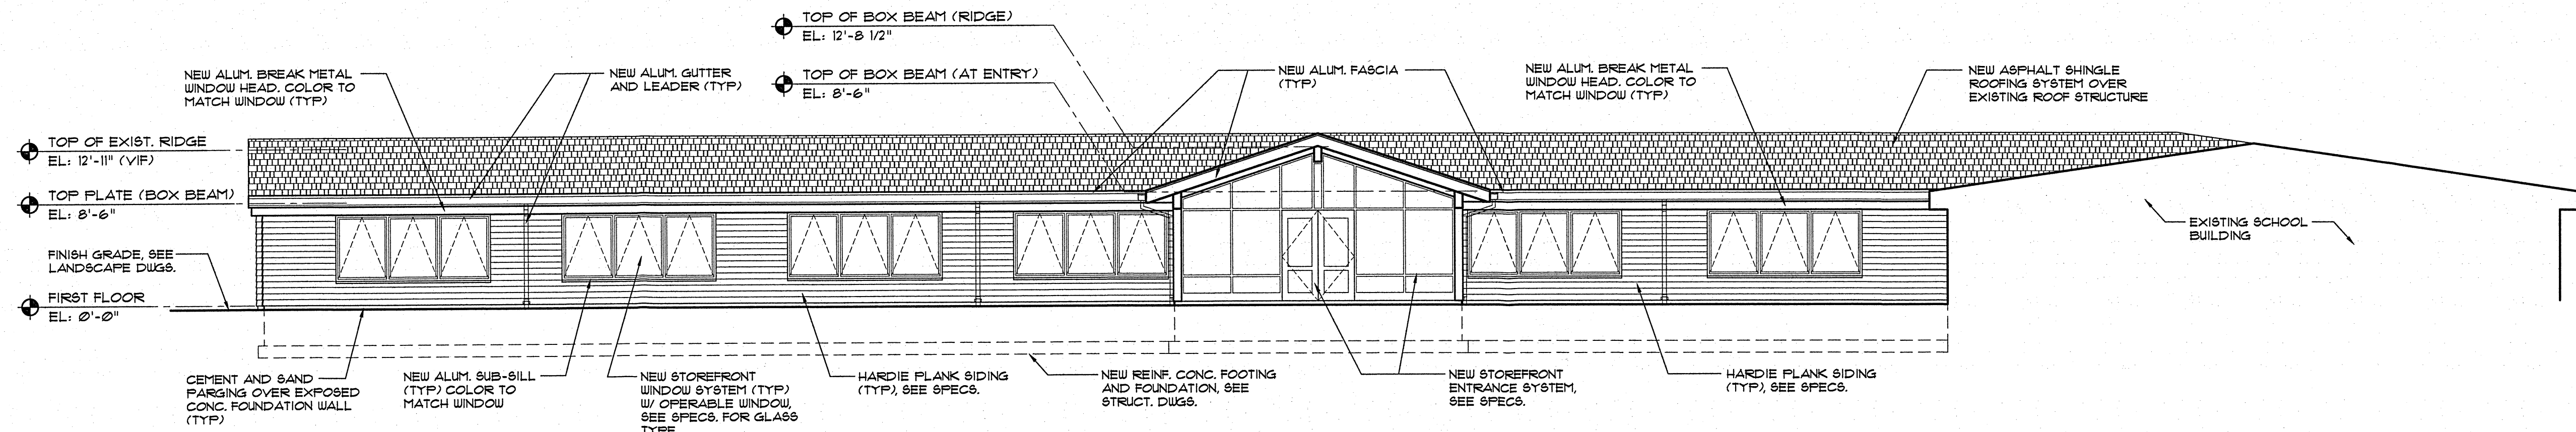 TOP OF BOX BEAM (RIDGE)
EL: 12'-8 1/2"
TOP OF BOX BEAM (AT ENTRY)
EL: 8'-6"
NEW ALUM. BREAK METAL
WINDOW HEAD. COLOR TO
MATCH WINDOW (TYP)
NEW ALUM. GUTTER
AND LEADER (TYP)
NEW ALUM. FASCIA
(TYP)
NEW ALUM. BREAK METAL
WINDOW HEAD. COLOR TO
MATCH WINDOW (TYP)
NEW ASPHALT SHINGLE
ROOFING SYSTEM OVER
EXISTING ROOF STRUCTURE
TOP OF EXIST. RIDGE
EL: 12'-11" (VIF)
TOP PLATE (BOX BEAM)
EL: 8'-6"
FINISH GRADE, SEE
LANDSCAPE DWGS.
FIRST FLOOR
EL: 0'-0"
EXISTING SCHOOL
BUILDING
CEMENT AND SAND
PARGING OVER EXPOSED
CONC. FOUNDATION WALL
(TYP)
NEW ALUM. SUB-SILL
(TYP) COLOR TO
MATCH WINDOW
NEW STOREFRONT
WINDOW SYSTEM (TYP)
W/ OPERABLE WINDOW,
SEE SPECS. FOR GLASS
TYPE
HARDIE PLANK SIDING
(TYP), SEE SPECS.
NEW REINF. CONC. FOOTING
AND FOUNDATION, SEE
STRUCT. DWGS.
NEW STOREFRONT
ENTRANCE SYSTEM,
SEE SPECS.
HARDIE PLANK SIDING
(TYP), SEE SPECS.